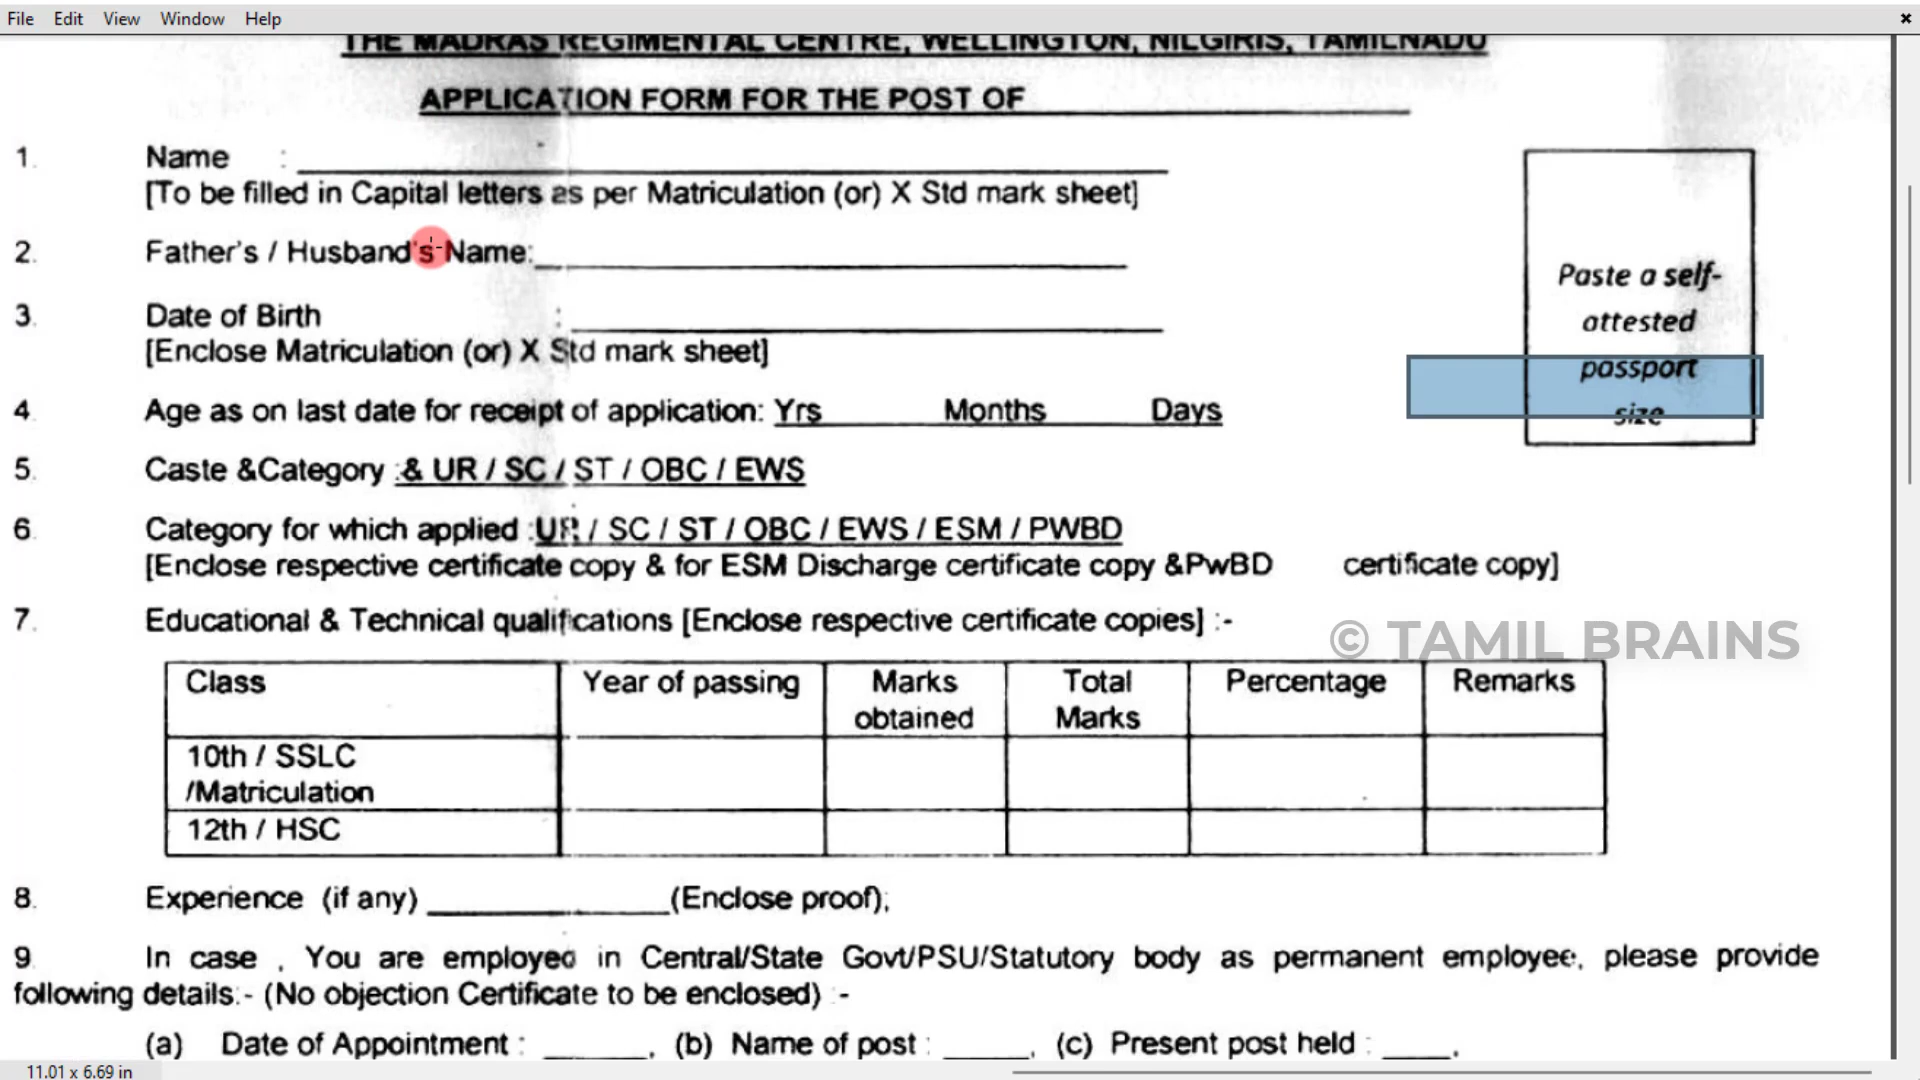 File Edit View Window Help
THE MADRAS REGIMENTAL CENTRE, WELLINGTON, NILGIRIS, TAMILNADU
APPLICATION FORM FOR THE POST OF
1. Name :
[To be filled in Capital letters as per Matriculation (or) X Std mark sheet]
2. Father's / Husband's Name:
3. Date of Birth :
[Enclose Matriculation (or) X Std mark sheet]
Paste a self-
attested
passport
size
4. Age as on last date for receipt of application: Yrs Months Days
5. Caste &Category :& UR / SC / ST / OBC / EWS
6. Category for which applied :UR / SC / ST / OBC / EWS / ESM / PWBD
[Enclose respective certificate copy & for ESM Discharge certificate copy &PwBD certificate copy]
7. Educational & Technical qualifications [Enclose respective certificate copies] :-
© TAMIL BRAINS
Class Year of passing Marks Total Percentage Remarks
obtained Marks
10th / SSLC
/Matriculation
12th / HSC
8. Experience (if any) (Enclose proof);
9. In case , You are employed in Central/State Govt/PSU/Statutory body as permanent employee, please provide
following details:- (No objection Certificate to be enclosed) :-
(a) Date of Appointment : , (b) Name of post : , (c) Present post held : .
11.01 x 6.69 in